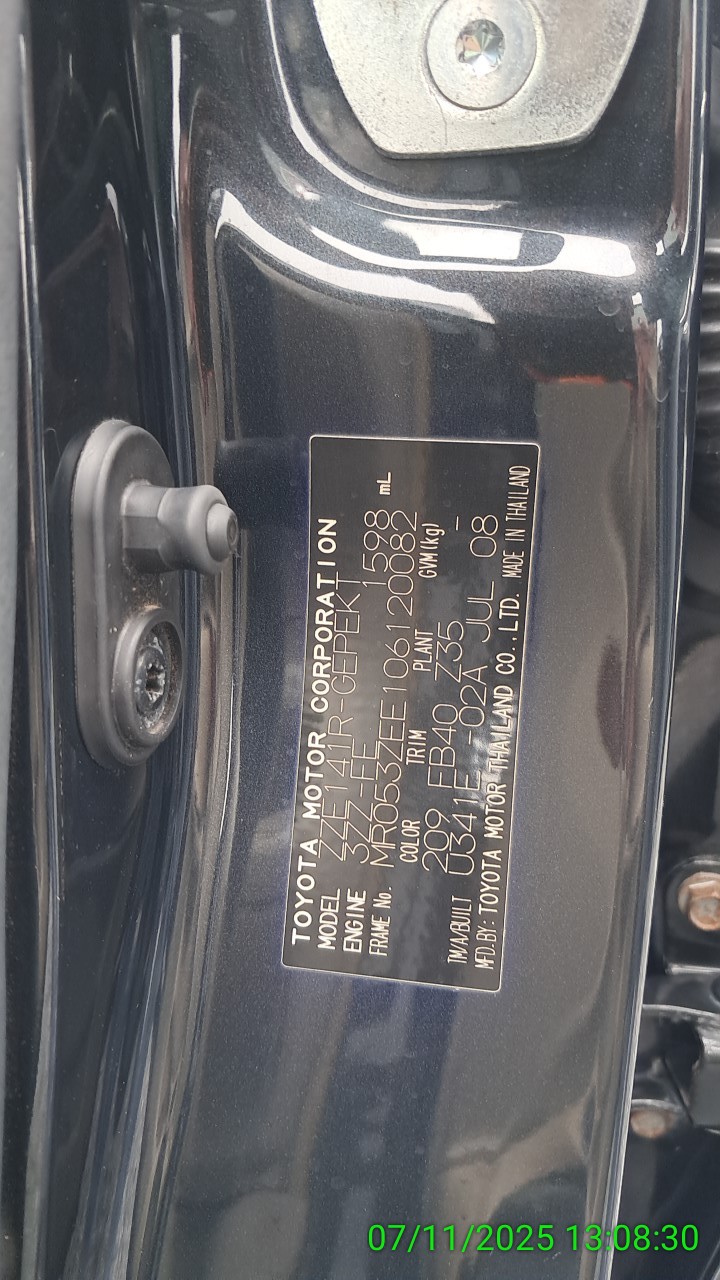 TOYOTA MOTOR CORPORATION
MODEL ZZE141R-GEPEKT
ENGINE 3ZZ-FE 1598 mL
FRAME No. MR053ZEE106120082
COLOR TRIM PLANT GVM(kg)
209 FB40 Z35 -
TM/A/BUILT U341E -02A JUL 08
MFD.BY: TOYOTA MOTOR THAILAND CO.,LTD. MADE IN THAILAND
07/11/2025 13:08:30